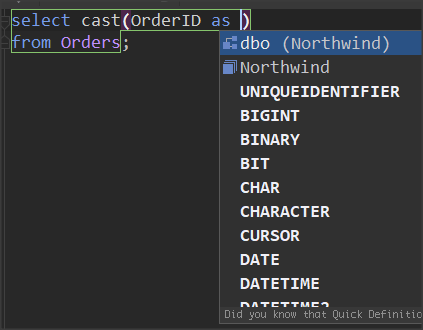 select cast(OrderID as )
from Orders;
dbo (Northwind)
Northwind
UNIQUEIDENTIFIER
BIGINT
BINARY
BIT
CHAR
CHARACTER
CURSOR
DATE
DATETIME
DATETIME2
Did you know that Quick Definitio